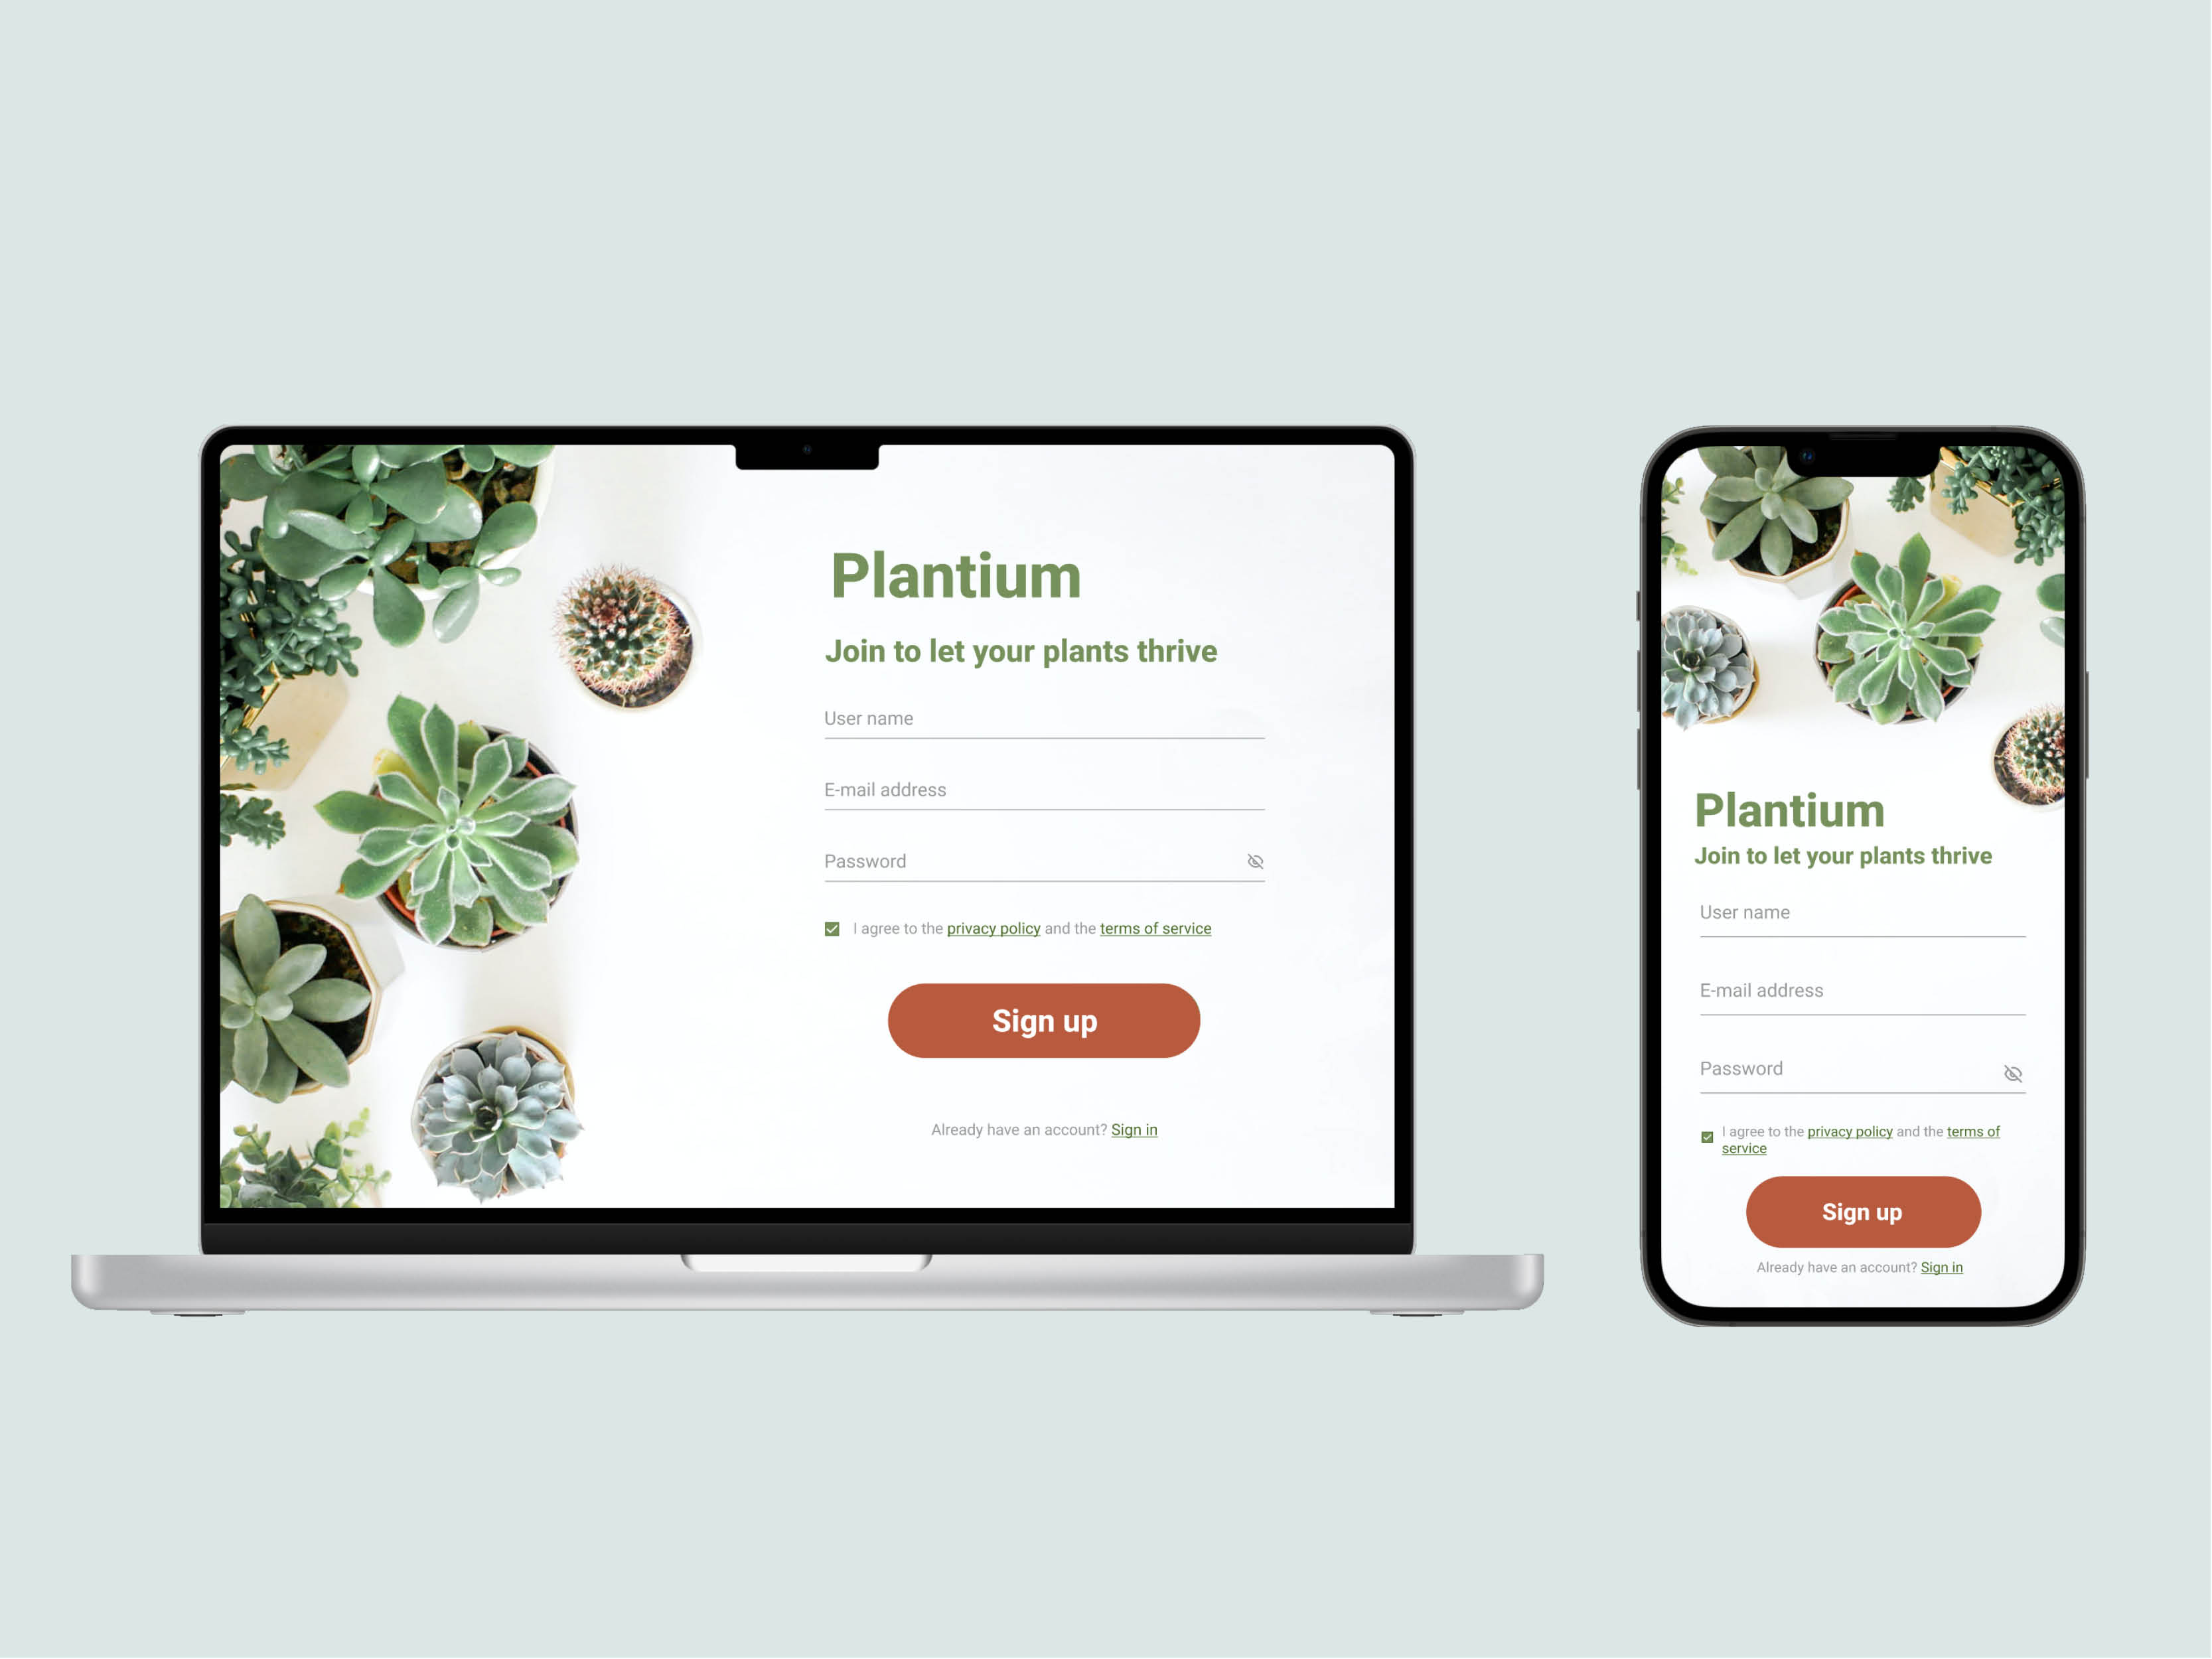 Plantium
Join to let your plants thrive
User name
E-mail address
Password
I agree to the privacy policy and the terms of service
Sign up
Already have an account? Sign in
Plantium
Join to let your plants thrive
User name
E-mail address
Password
I agree to the privacy policy and the terms of
service
Sign up
Already have an account? Sign in